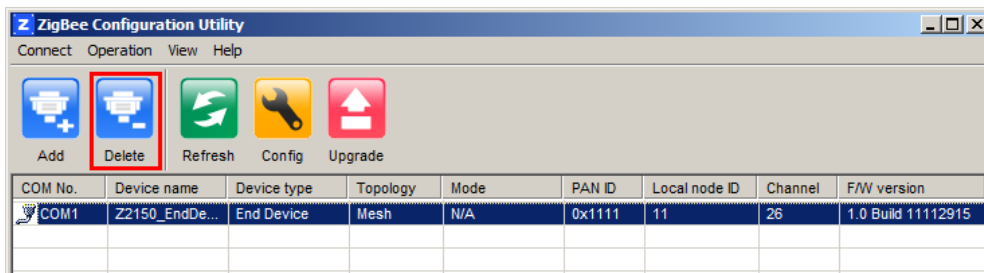 Z ZigBee Configuration Utility
Connect Operation View Help
Add Delete Refresh Config Upgrade
COM No. Device name Device type Topology Mode PAN ID Local node ID Channel F/W version
COM1 Z2150_EndDe... End Device Mesh N/A 0x1111 11 26 1.0 Build 11112915